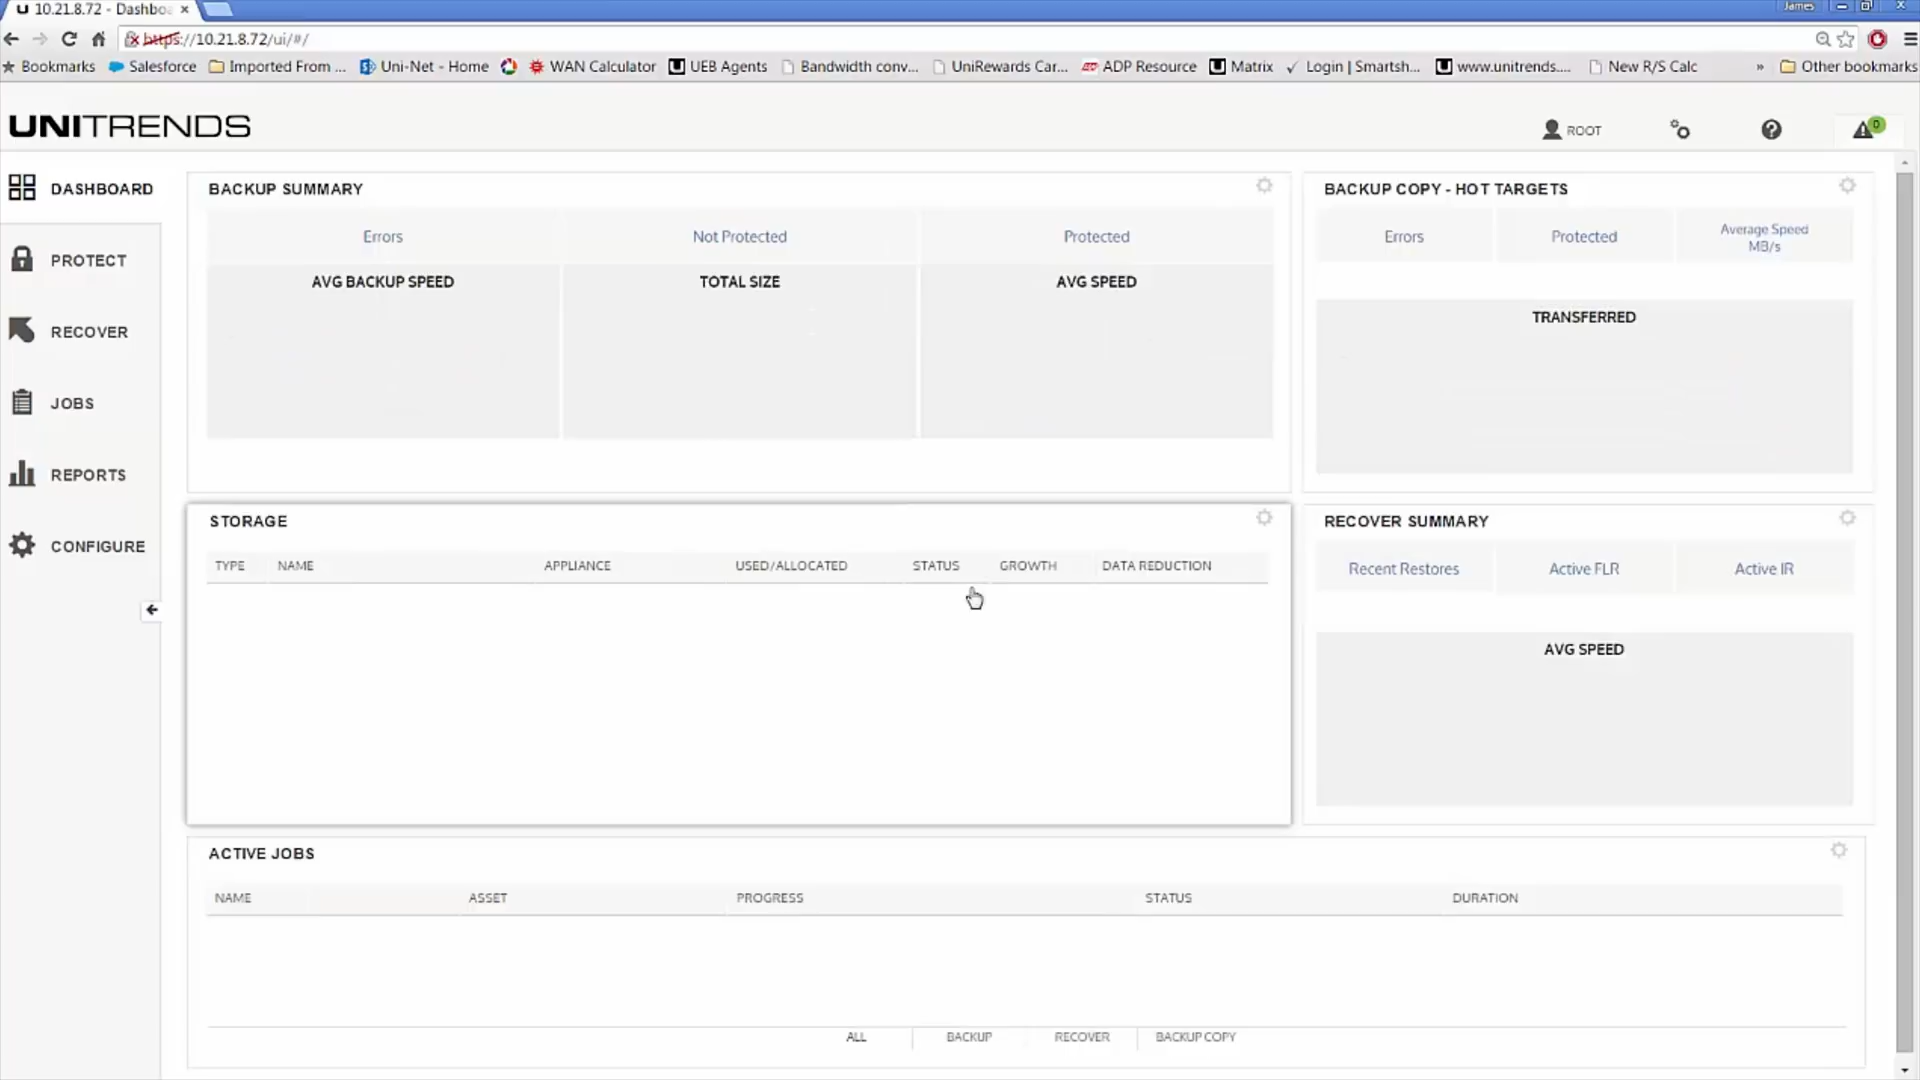 10.21.8.72 - Dashboa
James
https://10.21.8.72/ui/#/
Bookmarks Salesforce Imported From ... Uni-Net - Home WAN Calculator UEB Agents Bandwidth conv... UniRewards Car... ADP Resource Matrix Login | Smartsh... www.unitrends.... New R/S Calc » Other bookmarks
UNITRENDS
ROOT
0
DASHBOARD
PROTECT
RECOVER
JOBS
REPORTS
CONFIGURE
BACKUP SUMMARY
Errors Not Protected Protected
AVG BACKUP SPEED TOTAL SIZE AVG SPEED
BACKUP COPY - HOT TARGETS
Errors Protected Average Speed
MB/s
TRANSFERRED
STORAGE
TYPE NAME APPLIANCE USED/ALLOCATED STATUS GROWTH DATA REDUCTION
RECOVER SUMMARY
Recent Restores Active FLR Active IR
AVG SPEED
ACTIVE JOBS
NAME ASSET PROGRESS STATUS DURATION
ALL BACKUP RECOVER BACKUP COPY